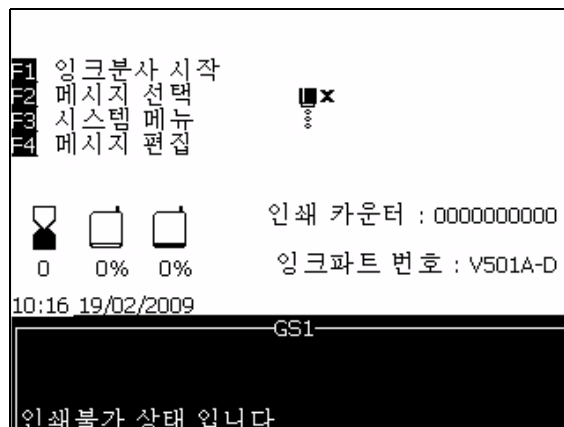 F1 잉크분사 시작
F2 메시지 선택
F3 시스템 메뉴
F4 메시지 편집
인쇄 카운터 : 0000000000
0 0% 0% 잉크파트 번호 : V501A-D
10:16 19/02/2009
GS1
인쇄불가 상태 입니다